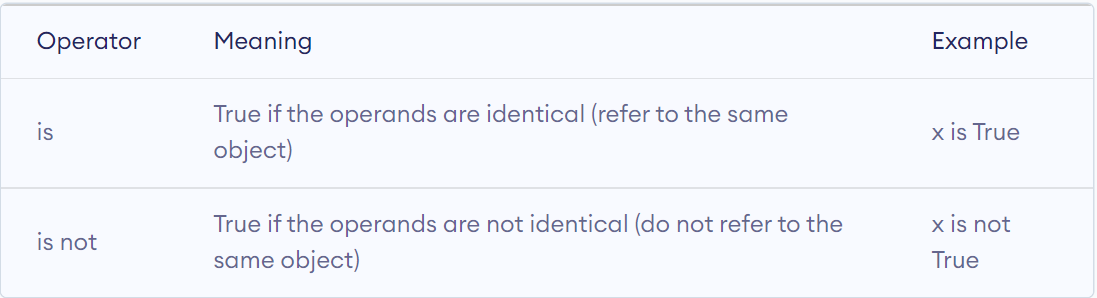 Operator Meaning Example
is True if the operands are identical (refer to the same object) x is True
is not True if the operands are not identical (do not refer to the same object) x is not True